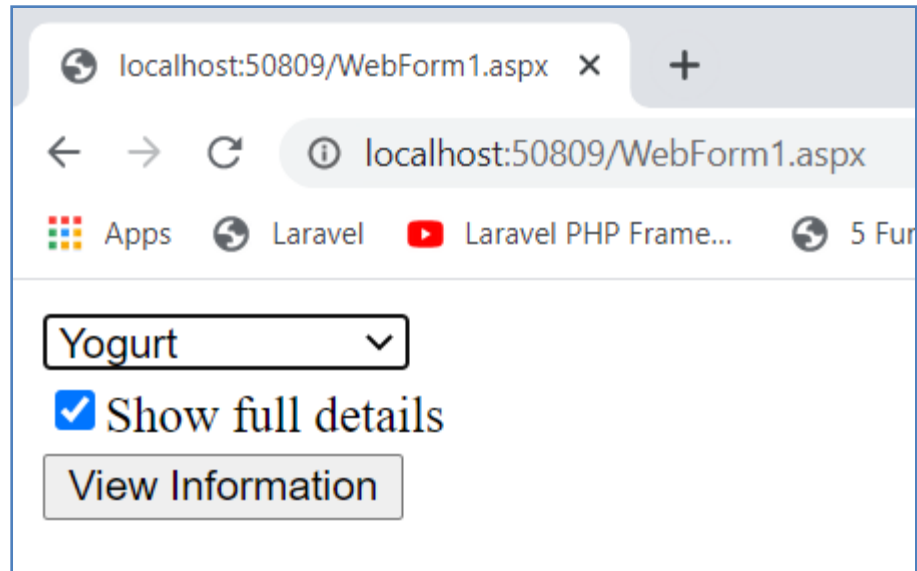 localhost:50809/WebForm1.aspx
localhost:50809/WebForm1.aspx
Apps Laravel Laravel PHP Frame... 5 Fur
Yogurt
Show full details
View Information